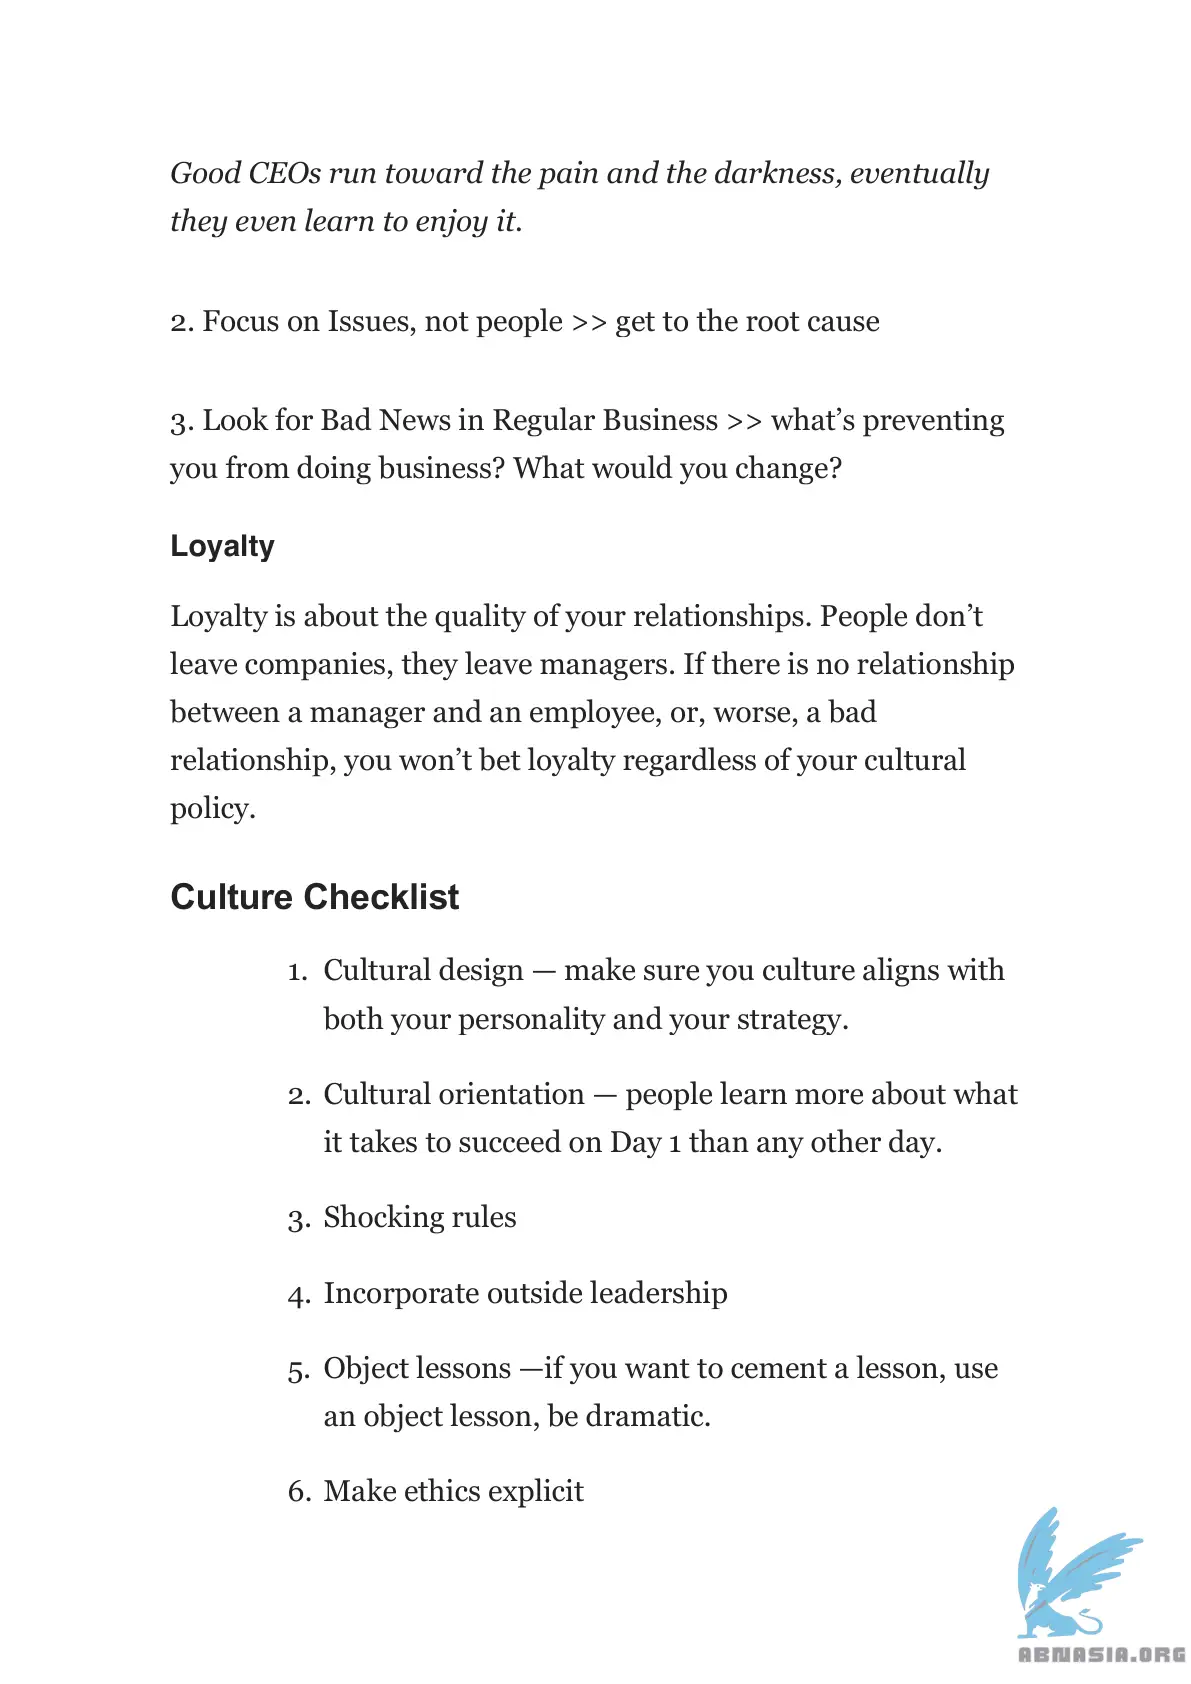 Good CEOs run toward the pain and the darkness, eventually
they even learn to enjoy it.
2. Focus on Issues, not people >> get to the root cause
3. Look for Bad News in Regular Business >> what’s preventing
you from doing business? What would you change?
Loyalty
Loyalty is about the quality of your relationships. People don’t
leave companies, they leave managers. If there is no relationship
between a manager and an employee, or, worse, a bad
relationship, you won’t bet loyalty regardless of your cultural
policy.
Culture Checklist
1. Cultural design — make sure you culture aligns with
both your personality and your strategy.
2. Cultural orientation — people learn more about what
it takes to succeed on Day 1 than any other day.
3. Shocking rules
4. Incorporate outside leadership
5. Object lessons —if you want to cement a lesson, use
an object lesson, be dramatic.
6. Make ethics explicit
ABNASIA.ORG